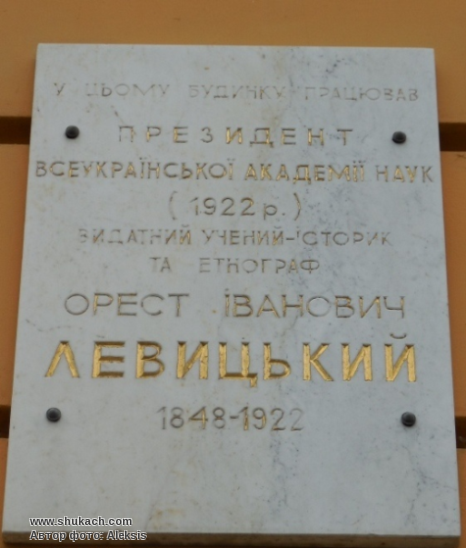 У ЦЬОМУ БУДИНКУ ПРАЦЮВАВ
ПРЕЗИДЕНТ
ВСЕУКРАЇНСЬКОЇ АКАДЕМІЇ НАУК
(1922 р.)
ВИДАТНИЙ УЧЕНИЙ-ІСТОРИК
ТА ЕТНОГРАФ
ОРЕСТ ІВАНОВИЧ
ЛЕВИЦЬКИЙ
1848-1922
www.shukach.com
Автор фото: Aleksis